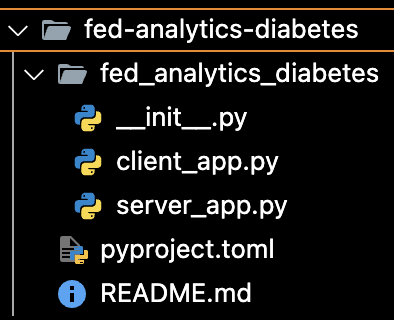 fed-analytics-diabetes
fed_analytics_diabetes
__init__.py
client_app.py
server_app.py
pyproject.toml
README.md